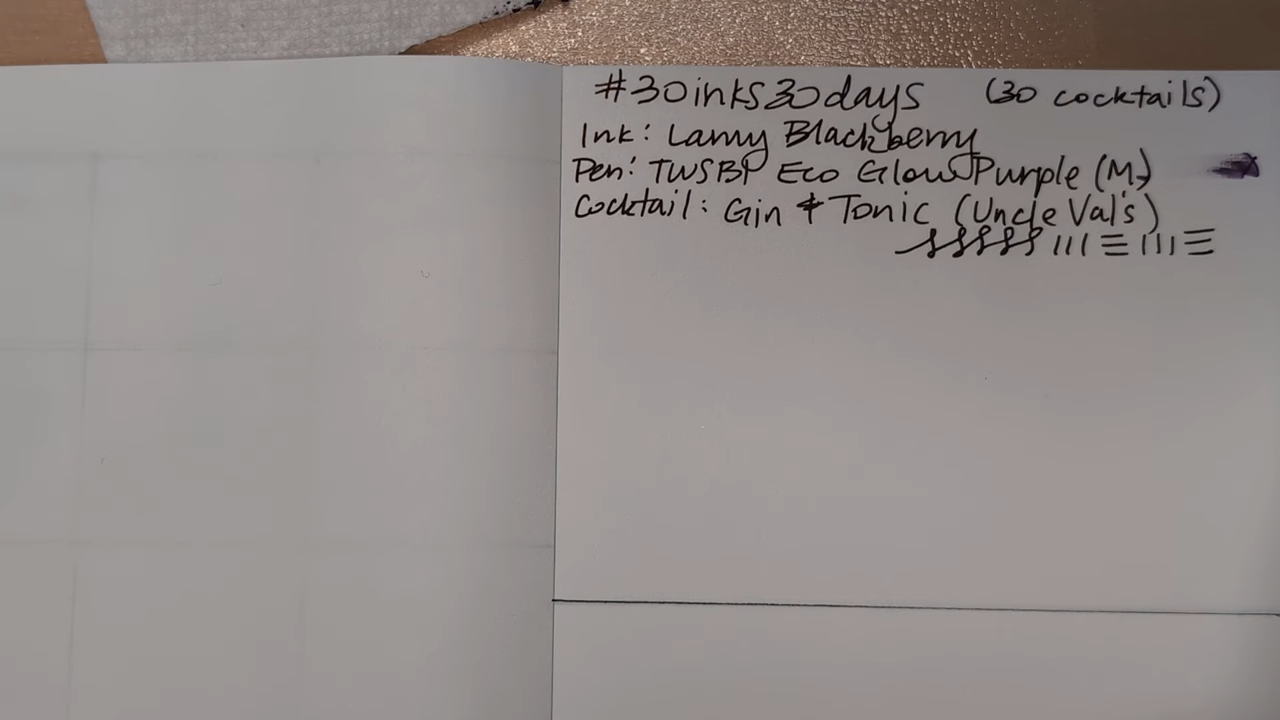 #30inks30days (30 cocktails)
Ink: Lamy Blackberry
Pen: TWSBI Eco Glow Purple (M)
Cocktail: Gin & Tonic (Uncle Val's)